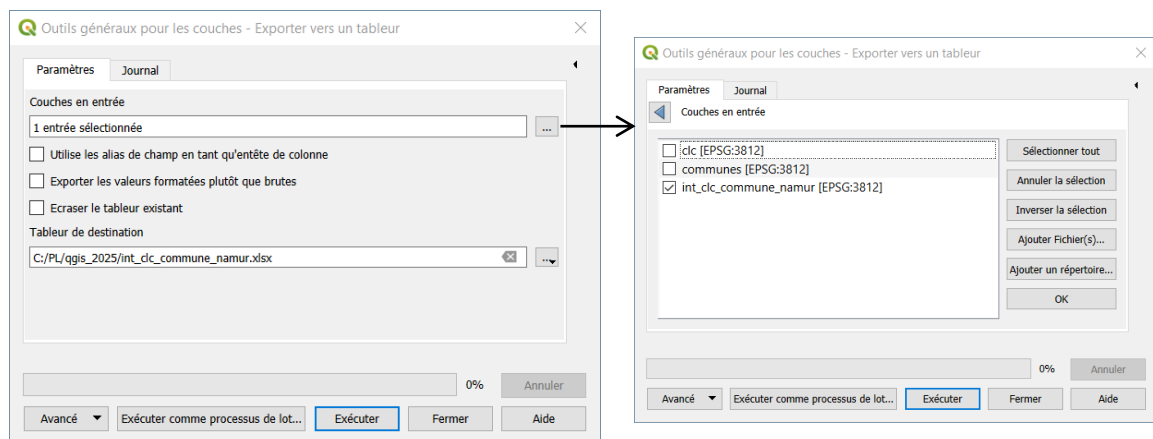 Outils généraux pour les couches - Exporter vers un tableur
Paramètres
Journal
Couches en entrée
1 entrée sélectionnée
...
Utilise les alias de champ en tant qu'entête de colonne
Exporter les valeurs formatées plutôt que brutes
Ecraser le tableur existant
Tableur de destination
C:/PL/qgis_2025/int_clc_commune_namur.xlsx
...
0%
Annuler
Avancé
Exécuter comme processus de lot...
Exécuter
Fermer
Aide
Outils généraux pour les couches - Exporter vers un tableur
Paramètres
Journal
Couches en entrée
clc [EPSG:3812]
communes [EPSG:3812]
int_clc_commune_namur [EPSG:3812]
Sélectionner tout
Annuler la sélection
Inverser la sélection
Ajouter Fichier(s)...
Ajouter un répertoire...
OK
0%
Annuler
Avancé
Exécuter comme processus de lot...
Exécuter
Fermer
Aide